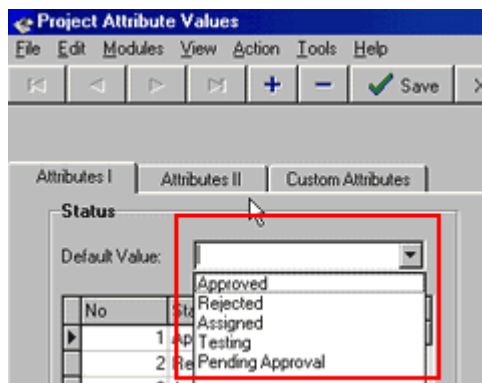 Project Attribute Values
File Edit Modules View Action Tools Help
Save
Attributes I Attributes II Custom Attributes
Status
Default Value:
Approved
Rejected
Assigned
Testing
Pending Approval
No
1
2